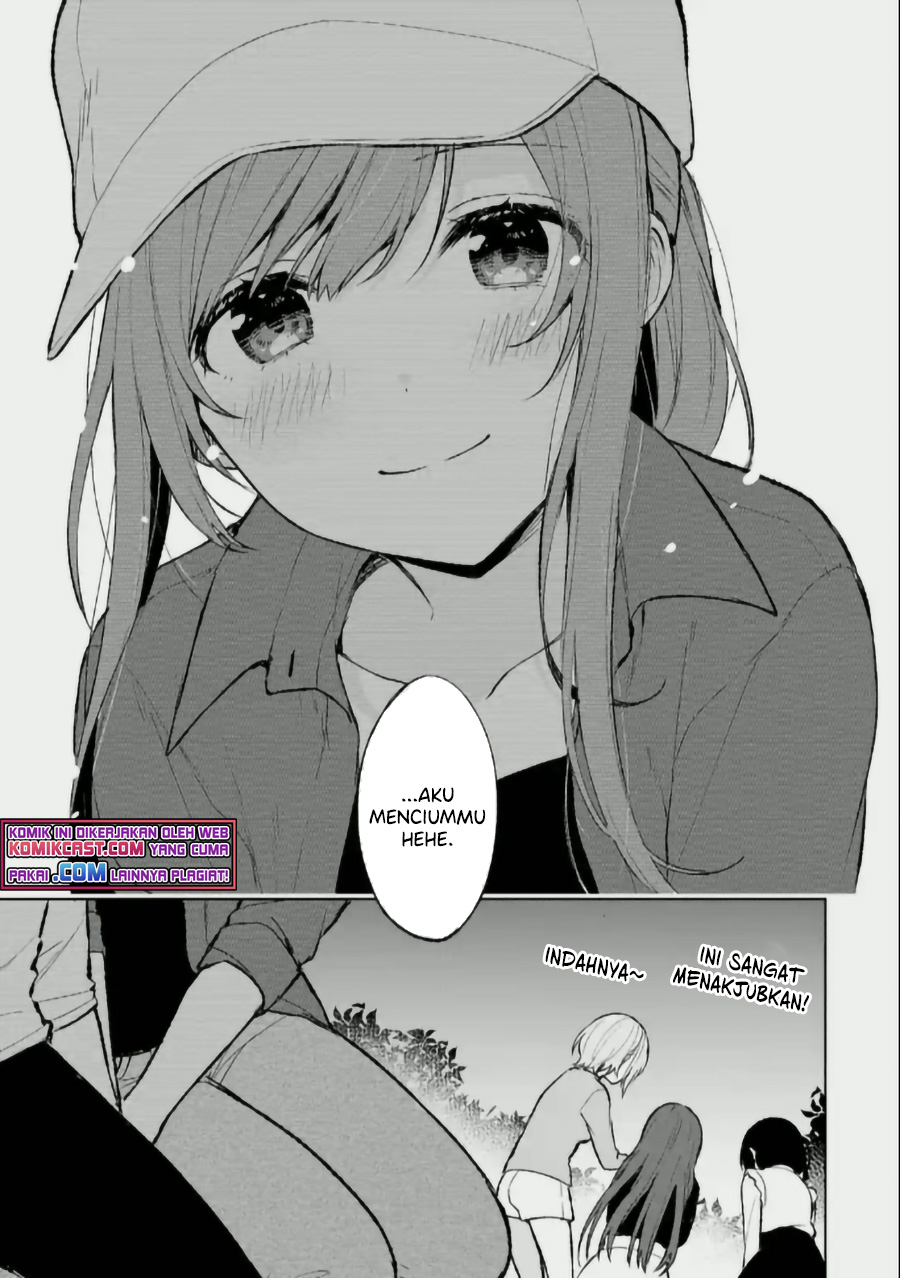 ...AKU
MENCIUMMU
HEHE.
KOMIK INI DIKERJAKAN OLEH WEB
KOMIKCAST.COM YANG CUMA
PAKAI .COM LAINNYA PLAGIAT!
INI SANGAT
MENAKJUBKAN!
INDAHNYA~